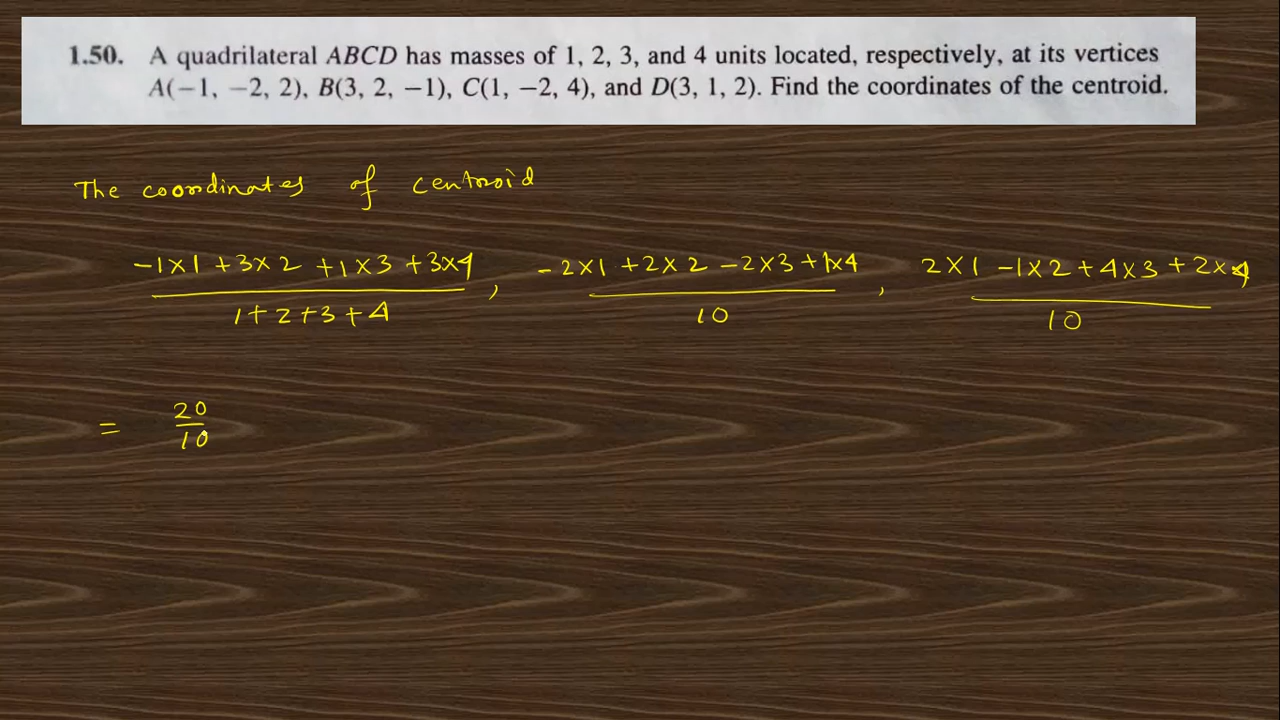 1.50. A quadrilateral ABCD has masses of 1, 2, 3, and 4 units located, respectively, at its vertices
A(−1, −2, 2), B(3, 2, −1), C(1, −2, 4), and D(3, 1, 2). Find the coordinates of the centroid.
The coordinates of centroid
-1×1+3×2+1×3+3×4 / 1+2+3+4 , -2×1+2×2-2×3+1×4 / 10 , 2×1-1×2+4×3+2×4 / 10
= 20/10